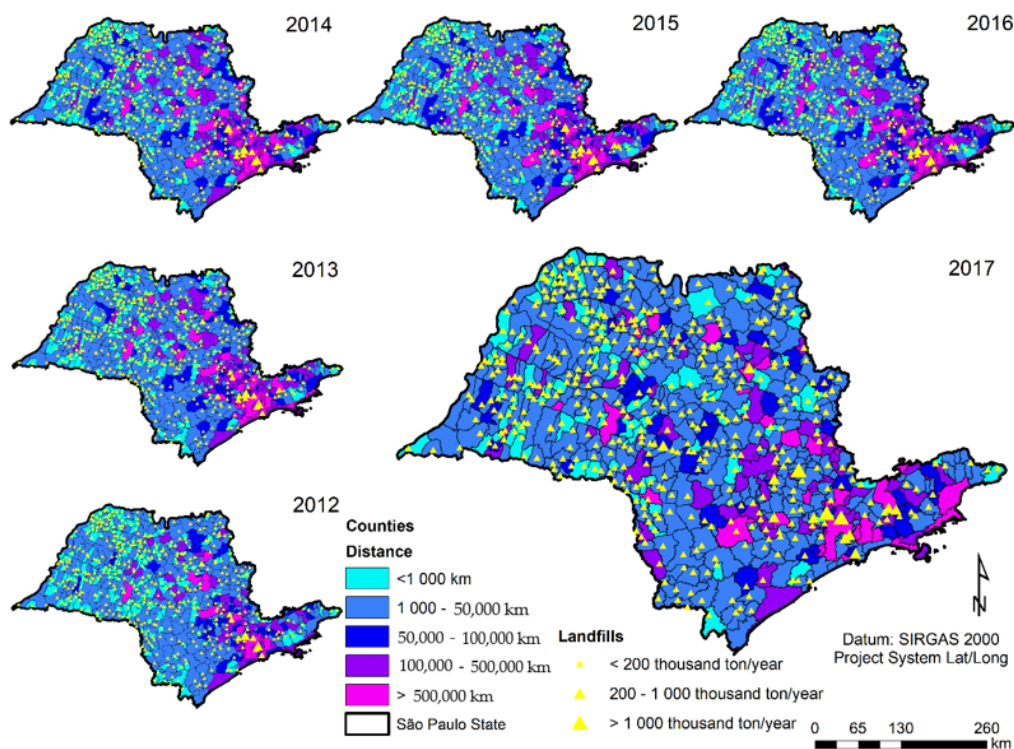 2014
2015
2016
2013
2017
2012
Counties
Distance
<1 000 km
1 000 - 50,000 km
50,000 - 100,000 km
100,000 - 500,000 km
> 500,000 km
São Paulo State
Landfills
< 200 thousand ton/year
200 - 1 000 thousand ton/year
> 1 000 thousand ton/year
N
Datum: SIRGAS 2000
Project System Lat/Long
0 65 130 260
km